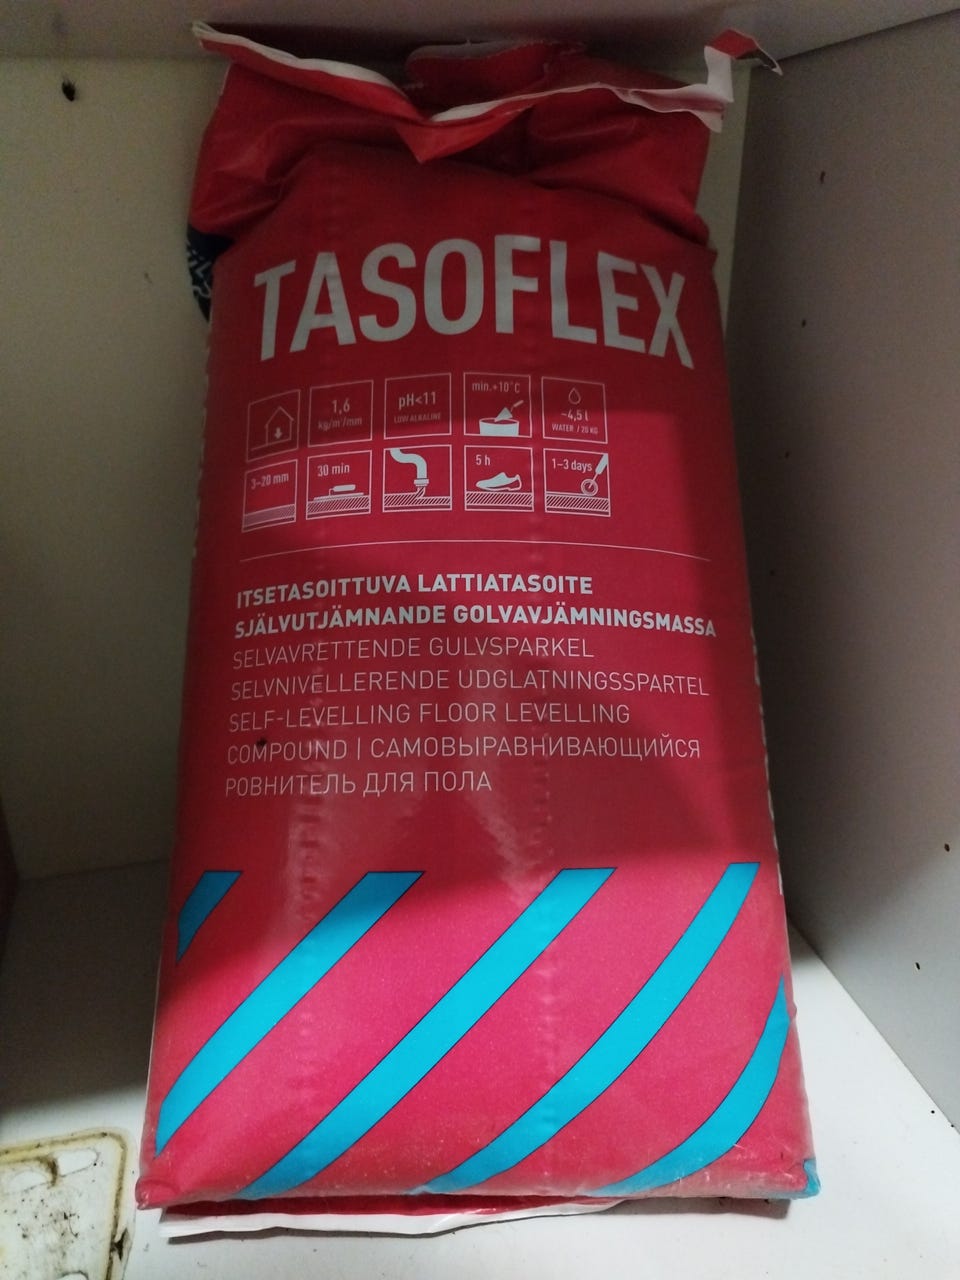 TASOFLEX
1,6
kg/m²/mm
pH<11
LOW ALKALINE
min.+10°C
~4,5 l
WATER / 20 KG
3-20 mm
30 min
5 h
1-3 days
ITSETASOITTUVA LATTIATASOITE
SJÄLVUTJÄMNANDE GOLVAVJÄMNINGSMASSA
SELVAVRETTENDE GULVSPARKEL
SELVNIVELLERENDE UDGLATNINGSSPARTEL
SELF-LEVELLING FLOOR LEVELLING
COMPOUND | САМОВЫРАВНИВАЮЩИЙСЯ
РОВНИТЕЛЬ ДЛЯ ПОЛА